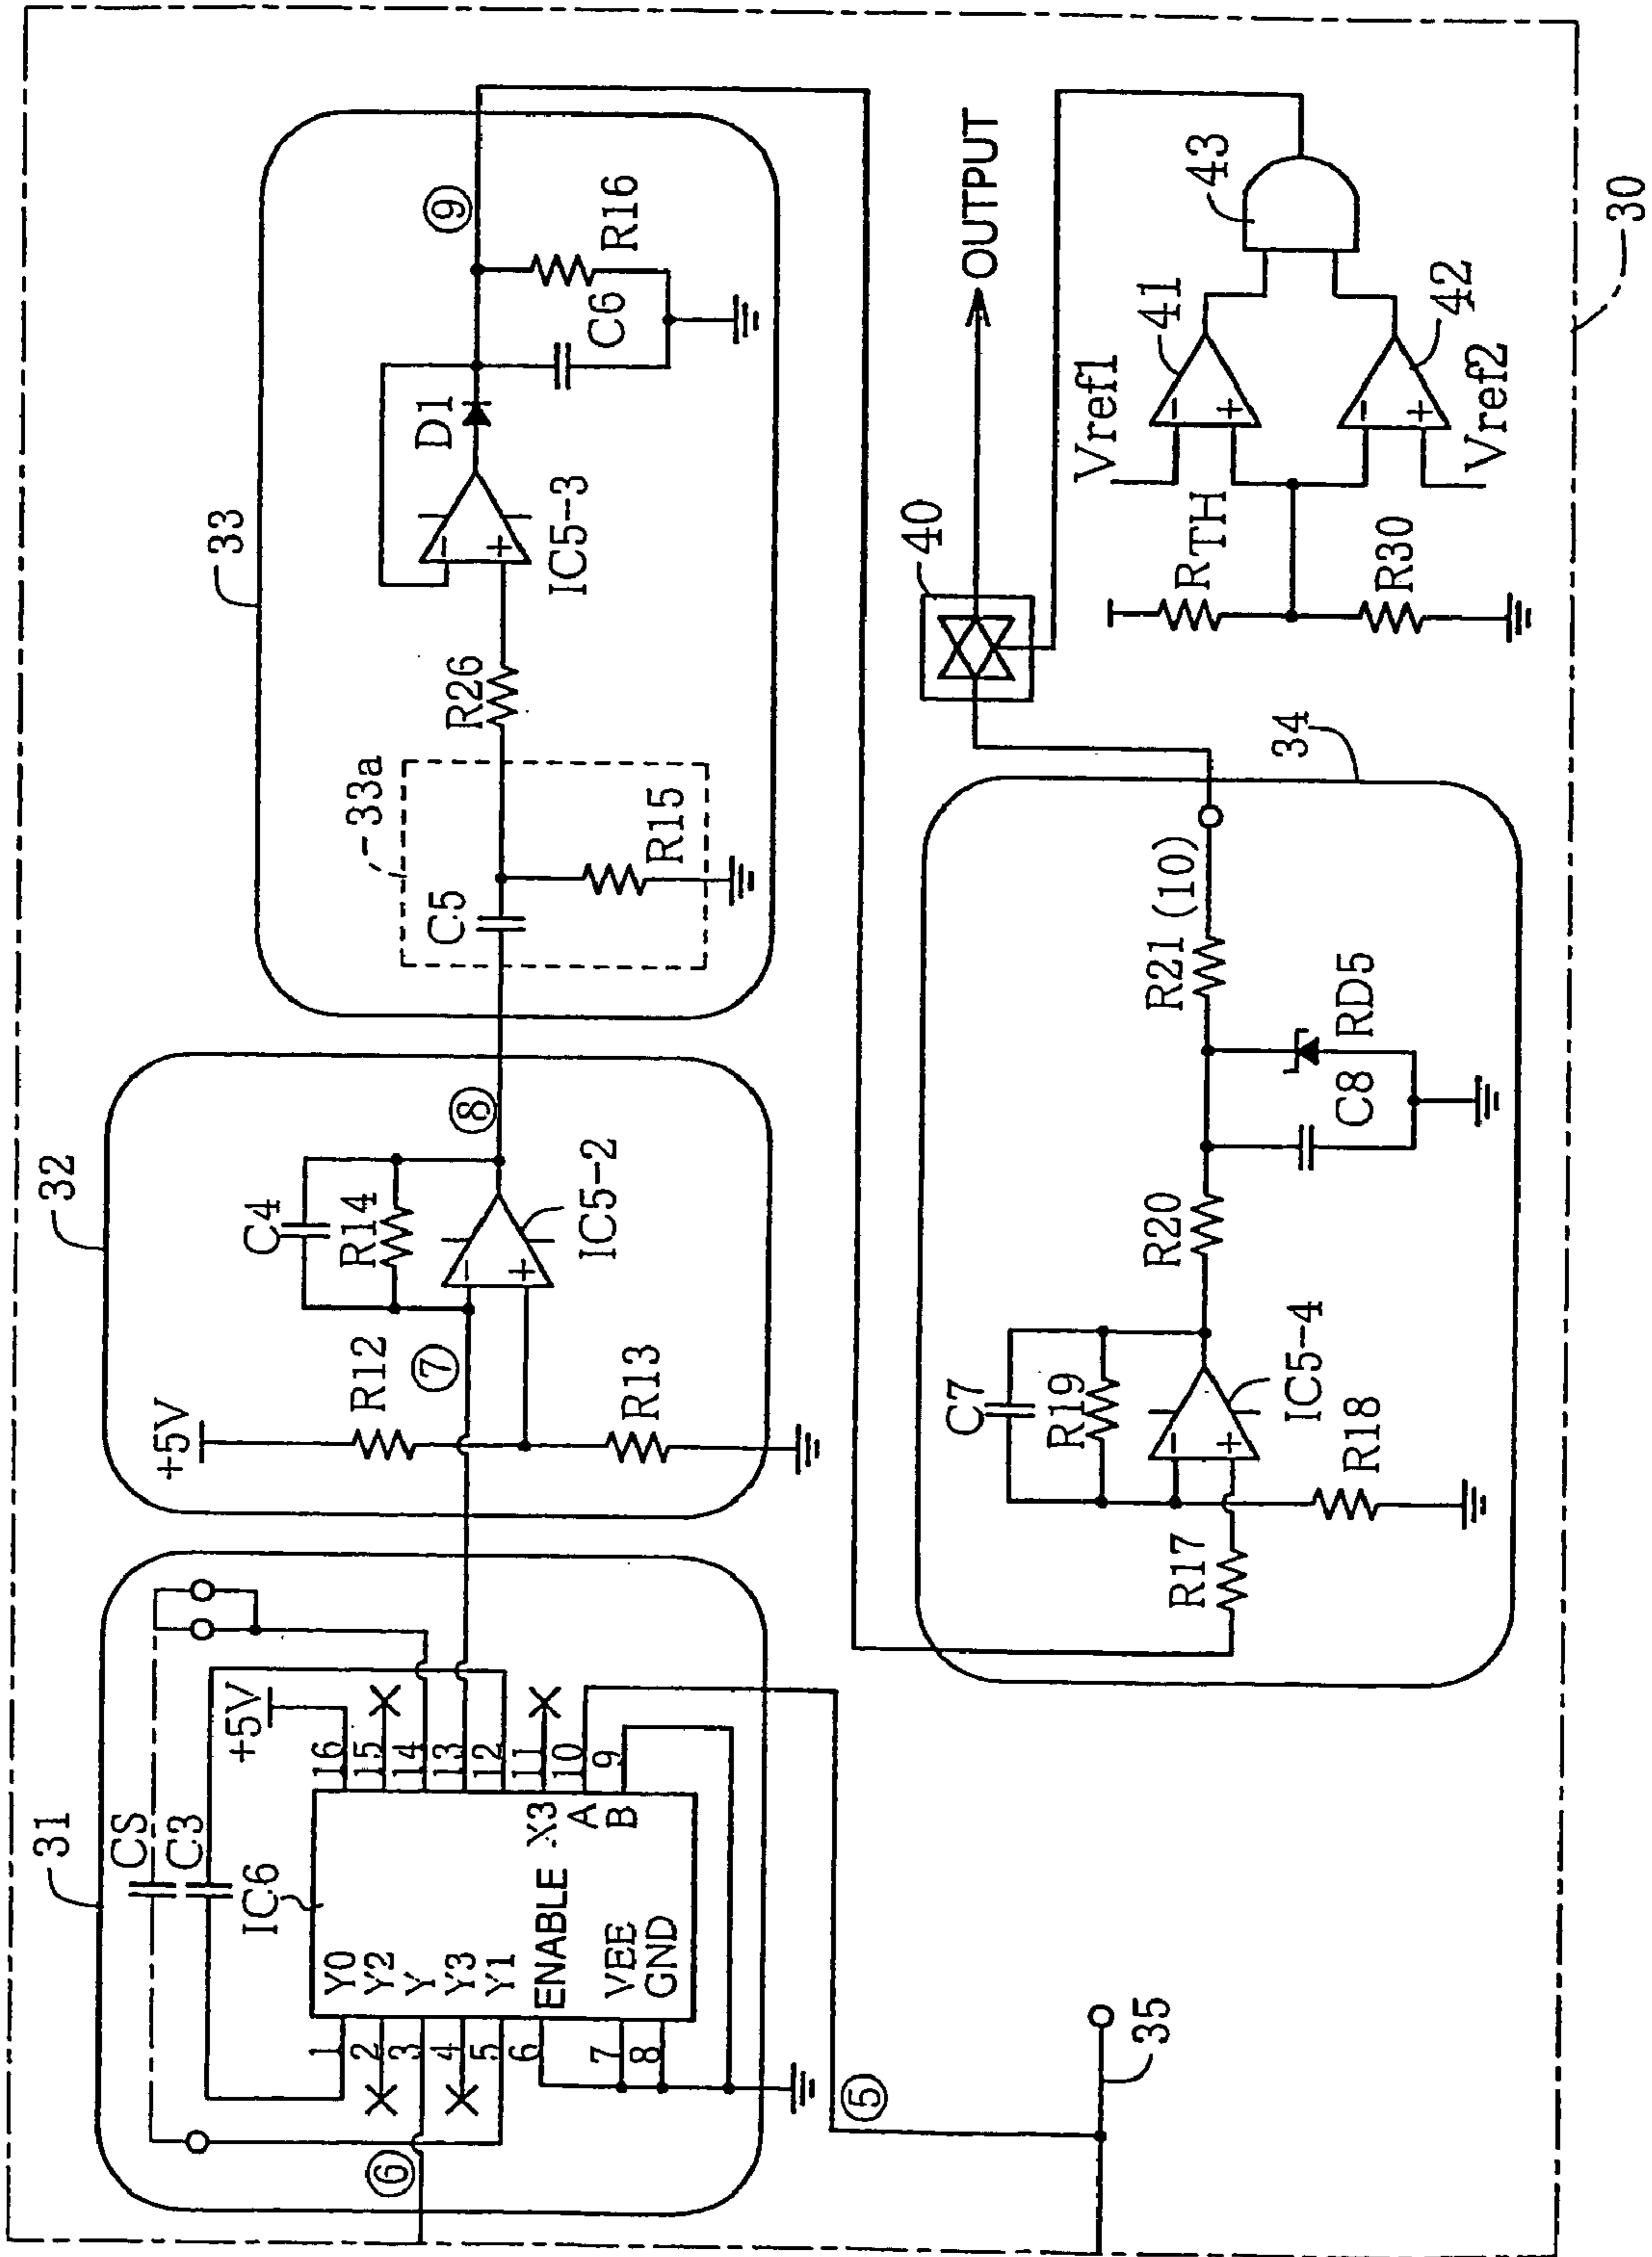 31
CS
C3
IC6
+5V
Y0
Y2
Y
Y3
Y1
ENABLE
VEE
GND
X3
A
B
1
2
3
4
5
6
7
8
16
15
14
13
12
11
10
9
⑥
⑤
35
32
+5V
R12
⑦
R13
C4
R14
−
+
IC5-2
⑧
33
33a
C5
R15
R26
−
+
IC5-3
D1
C6
R16
⑨
34
R17
C7
R19
−
+
IC5-4
R18
R20
C8
RD5
R21
(10)
40
OUTPUT
RTH
R30
Vref1
−
+
41
−
+
42
Vref2
43
30